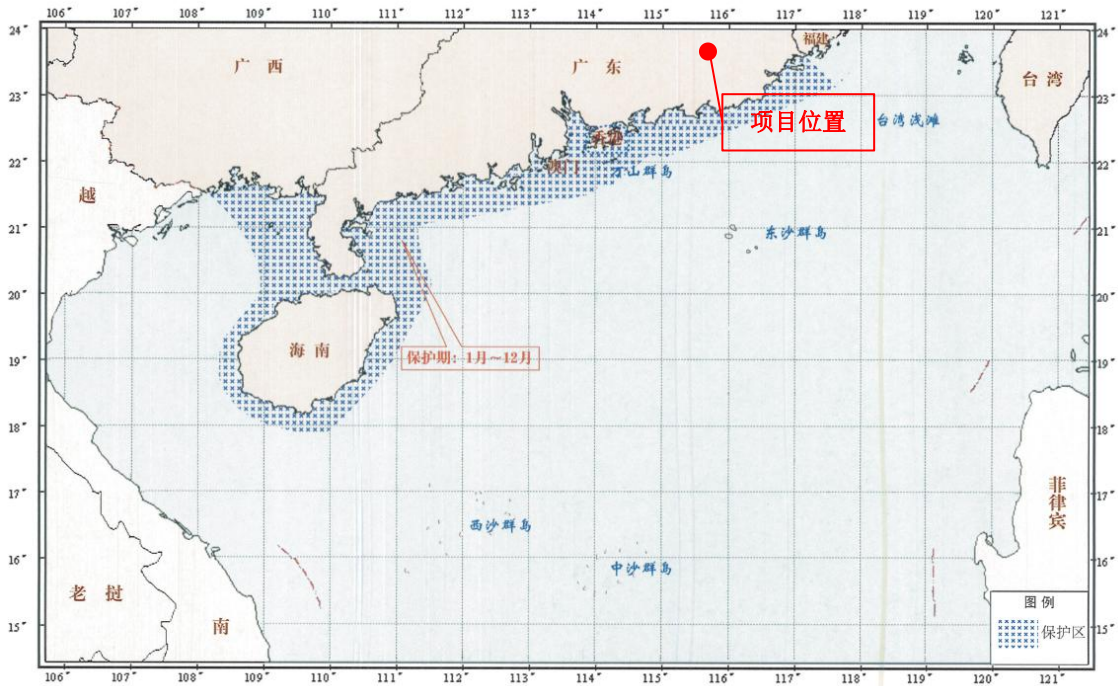 106° 107° 108° 109° 110° 111° 112° 113° 114° 115° 116° 117° 118° 119° 120° 121°
24° 24°
福建
广 西
广 东
台 湾
23° 23°
项目位置
台湾浅滩
香港
22° 22°
澳门
万山群岛
越
21° 21°
东沙群岛
20° 20°
海 南
保护期：1月～12月
19° 19°
18° 18°
17° 17°
菲律宾
西沙群岛
16° 16°
中沙群岛
老 挝
图 例
南
15° 15°
保护区
106° 107° 108° 109° 110° 111° 112° 113° 114° 115° 116° 117° 118° 119° 120° 121°